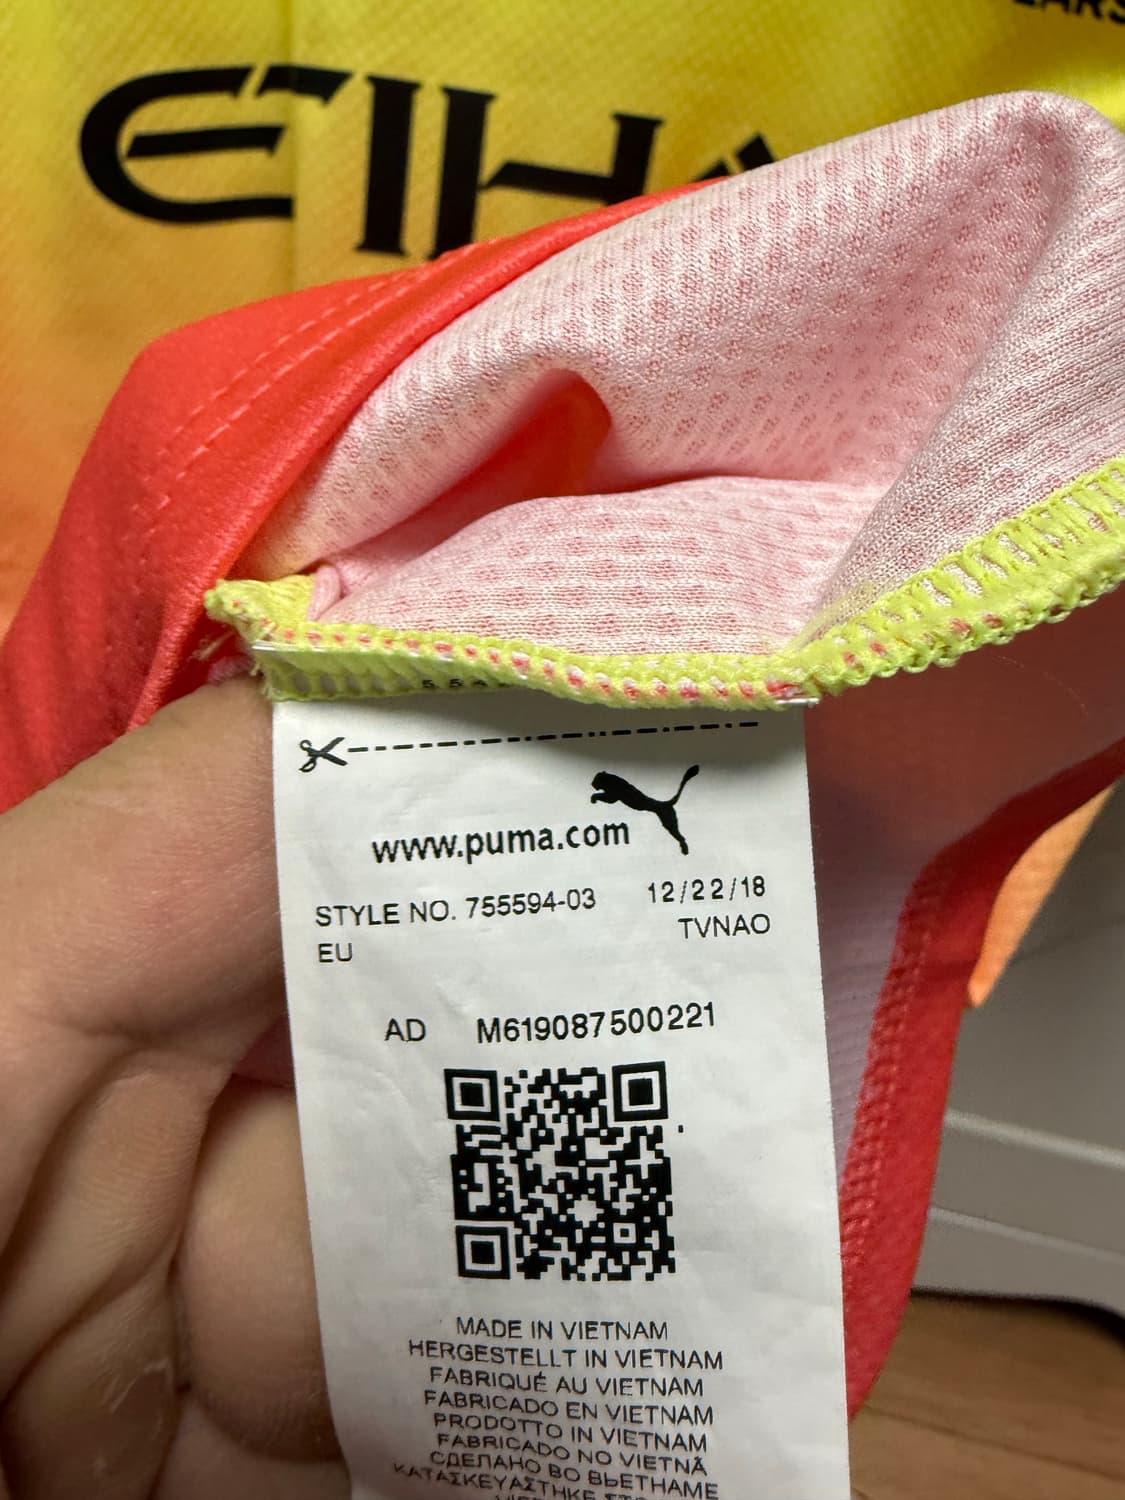 ETIHA
www.puma.com
STYLE NO. 755594-03 12/22/18
EU TVNAO
AD M619087500221
MADE IN VIETNAM
HERGESTELLT IN VIETNAM
FABRIQUÉ AU VIETNAM
FABRICADO EN VIETNAM
PRODOTTO IN VIETNAM
FABRICADO NO VIETNÃ
СДЕЛАНО ВО ВЬЕТНАМЕ
ΚΑΤΑΣΚΕΥΑΣΤΗΚΕ ΣΤΟ